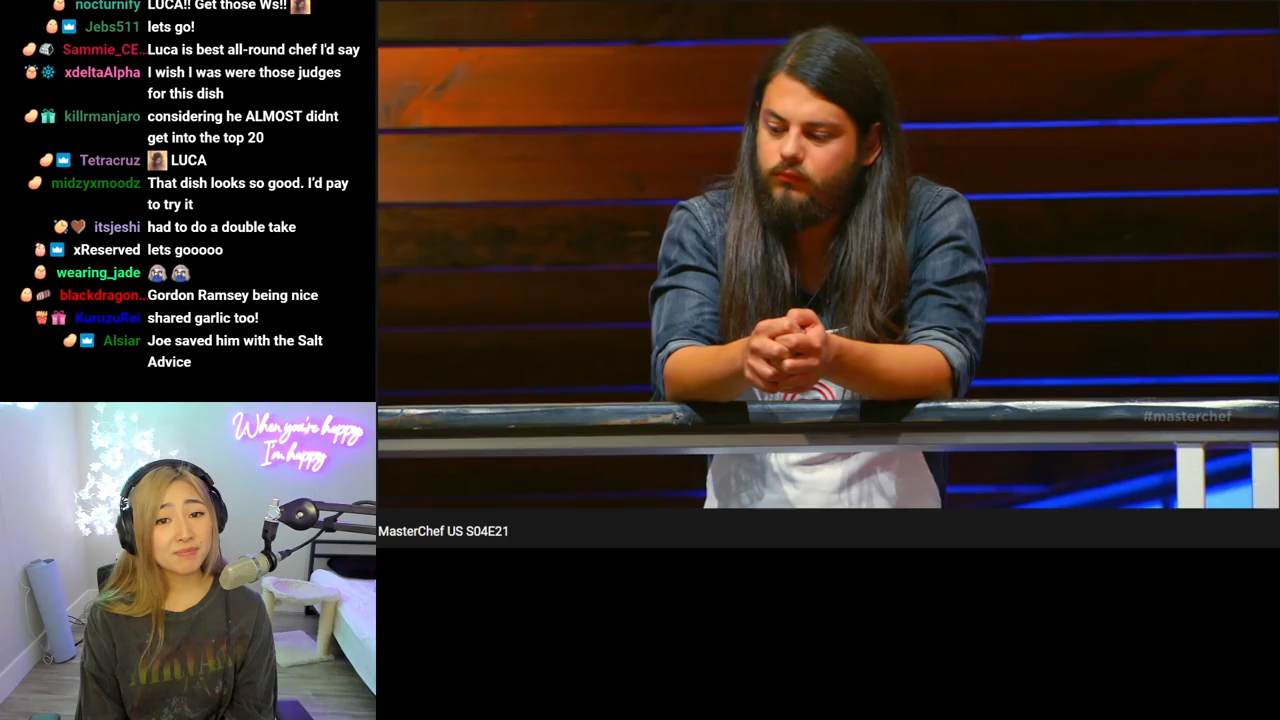 nocturnify LUCA!! Get those Ws!!
Jebs511 lets go!
Sammie_CE... Luca is best all-round chef I'd say
xdeltaAlpha I wish I was were those judges
for this dish
killrmanjaro considering he ALMOST didnt
get into the top 20
Tetracruz LUCA
midzyxmoodz That dish looks so good. I'd pay
to try it
itsjeshi had to do a double take
xReserved lets gooooo
wearing_jade
blackdragon... Gordon Ramsey being nice
KuruzuRei shared garlic too!
Alsiar Joe saved him with the Salt
Advice
When you're happy
I'm happy
NIRVANA
#masterchef
MasterChef US S04E21